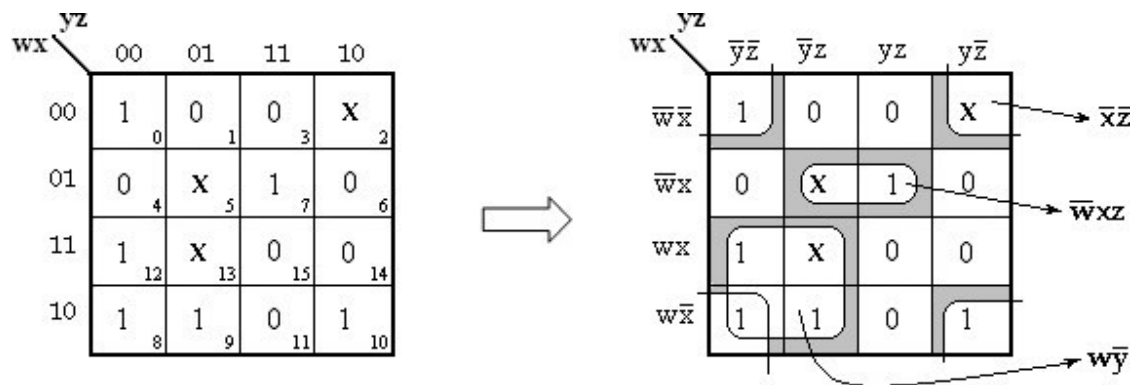 yz
wx
00 01 11 10
00 1 0 0 0 1 3 X 2
01 0 4 X 5 1 7 0 6
11 1 12 X 13 0 15 0 14
10 1 8 1 9 0 11 1 10
yz
wx
y̅z̅ y̅z yz yz̅
w̅x̅ 1 0 0 X x̅z̅
w̅x 0 X 1 0 w̅xz
wx 1 X 0 0
wx̅ 1 1 0 1
wy̅